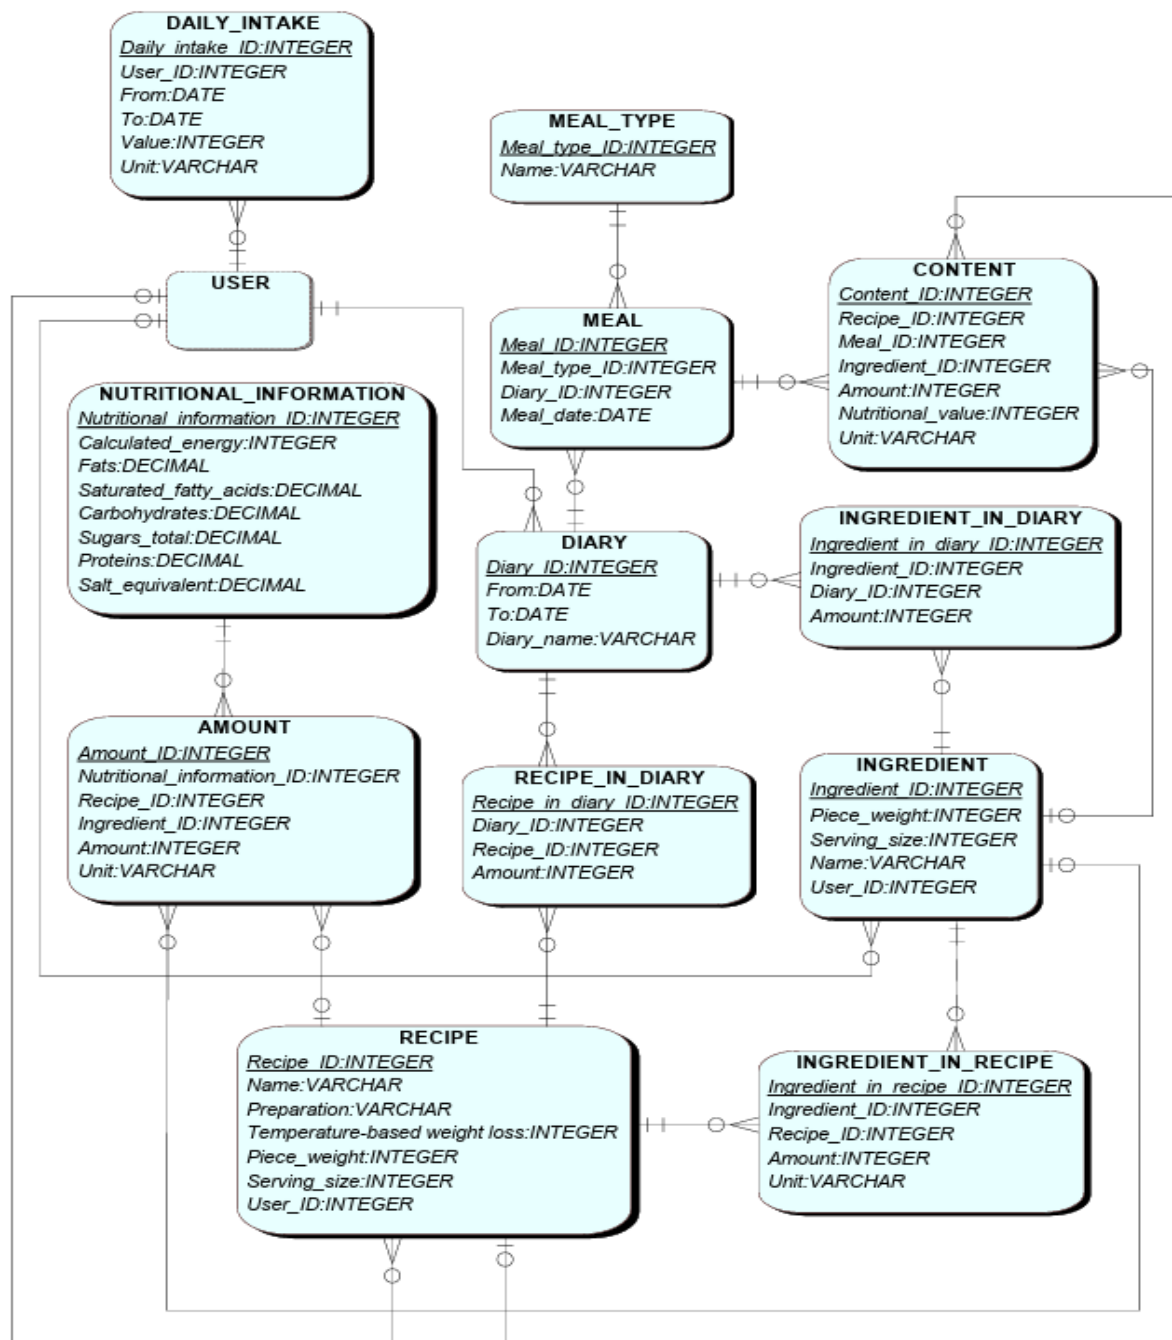 DAILY_INTAKE
Daily_intake_ID:INTEGER
User_ID:INTEGER
From:DATE
To:DATE
Value:INTEGER
Unit:VARCHAR
MEAL_TYPE
Meal_type_ID:INTEGER
Name:VARCHAR
USER
MEAL
Meal_ID:INTEGER
Meal_type_ID:INTEGER
Diary_ID:INTEGER
Meal_date:DATE
CONTENT
Content_ID:INTEGER
Recipe_ID:INTEGER
Meal_ID:INTEGER
Ingredient_ID:INTEGER
Amount:INTEGER
Nutritional_value:INTEGER
Unit:VARCHAR
NUTRITIONAL_INFORMATION
Nutritional_information_ID:INTEGER
Calculated_energy:INTEGER
Fats:DECIMAL
Saturated_fatty_acids:DECIMAL
Carbohydrates:DECIMAL
Sugars_total:DECIMAL
Proteins:DECIMAL
Salt_equivalent:DECIMAL
DIARY
Diary_ID:INTEGER
From:DATE
To:DATE
Diary_name:VARCHAR
INGREDIENT_IN_DIARY
Ingredient_in_diary_ID:INTEGER
Ingredient_ID:INTEGER
Diary_ID:INTEGER
Amount:INTEGER
AMOUNT
Amount_ID:INTEGER
Nutritional_information_ID:INTEGER
Recipe_ID:INTEGER
Ingredient_ID:INTEGER
Amount:INTEGER
Unit:VARCHAR
RECIPE_IN_DIARY
Recipe_in_diary_ID:INTEGER
Diary_ID:INTEGER
Recipe_ID:INTEGER
Amount:INTEGER
INGREDIENT
Ingredient_ID:INTEGER
Piece_weight:INTEGER
Serving_size:INTEGER
Name:VARCHAR
User_ID:INTEGER
RECIPE
Recipe_ID:INTEGER
Name:VARCHAR
Preparation:VARCHAR
Temperature-based weight loss:INTEGER
Piece_weight:INTEGER
Serving_size:INTEGER
User_ID:INTEGER
INGREDIENT_IN_RECIPE
Ingredient_in_recipe_ID:INTEGER
Ingredient_ID:INTEGER
Recipe_ID:INTEGER
Amount:INTEGER
Unit:VARCHAR